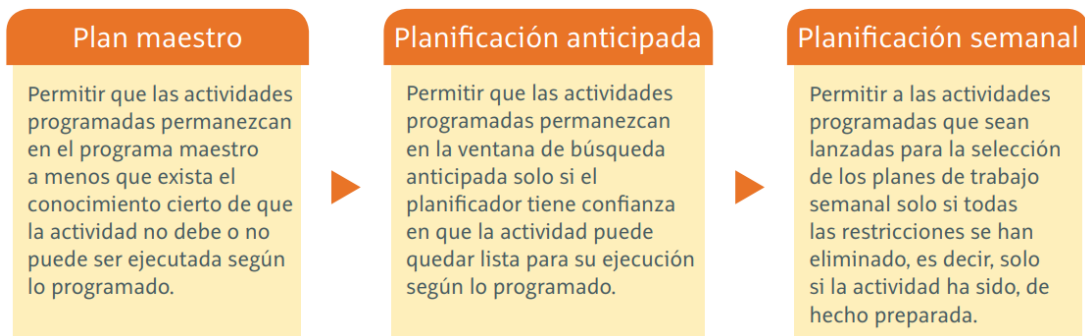 Plan maestro
Permitir que las actividades
programadas permanezcan
en el programa maestro
a menos que exista el
conocimiento cierto de que
la actividad no debe o no
puede ser ejecutada según
lo programado.
Planificación anticipada
Permitir que las actividades
programadas permanezcan
en la ventana de búsqueda
anticipada solo si el
planificador tiene confianza
en que la actividad puede
quedar lista para su ejecución
según lo programado.
Planificación semanal
Permitir a las actividades
programadas que sean
lanzadas para la selección
de los planes de trabajo
semanal solo si todas
las restricciones se han
eliminado, es decir, solo
si la actividad ha sido, de
hecho preparada.